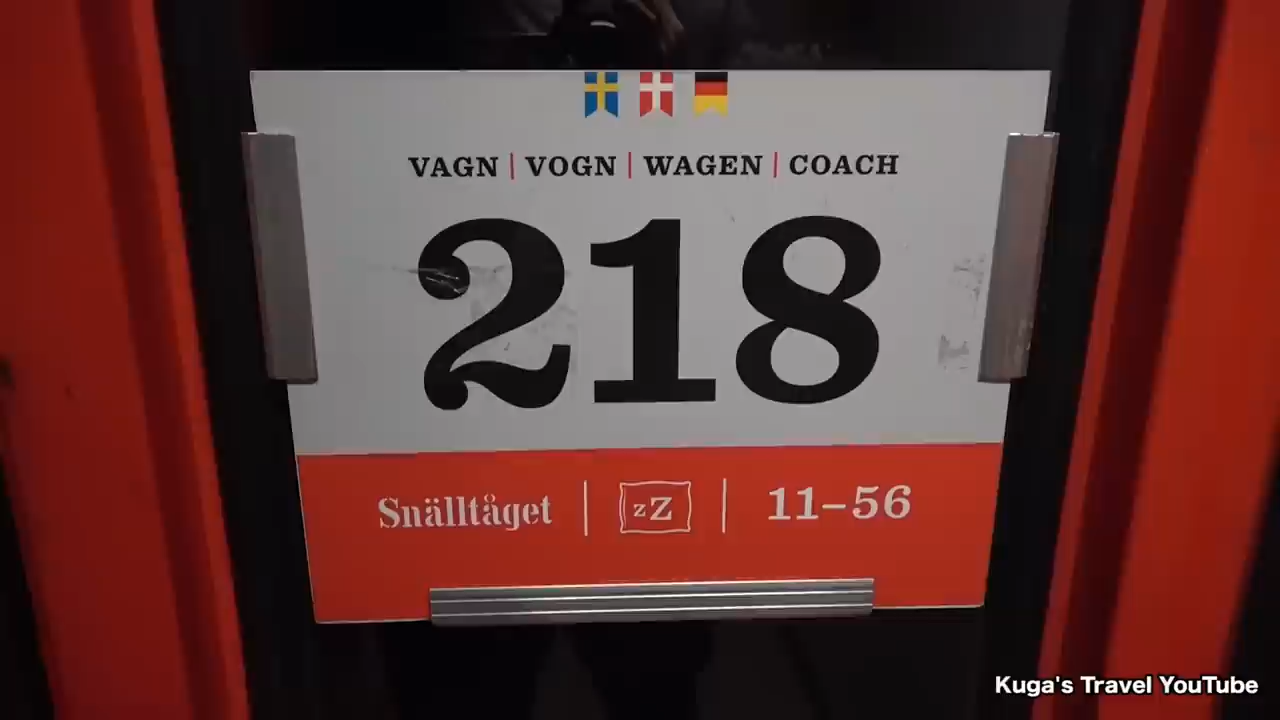 VAGN | VOGN | WAGEN | COACH
218
Snälltåget | zZ | 11–56
Kuga's Travel YouTube